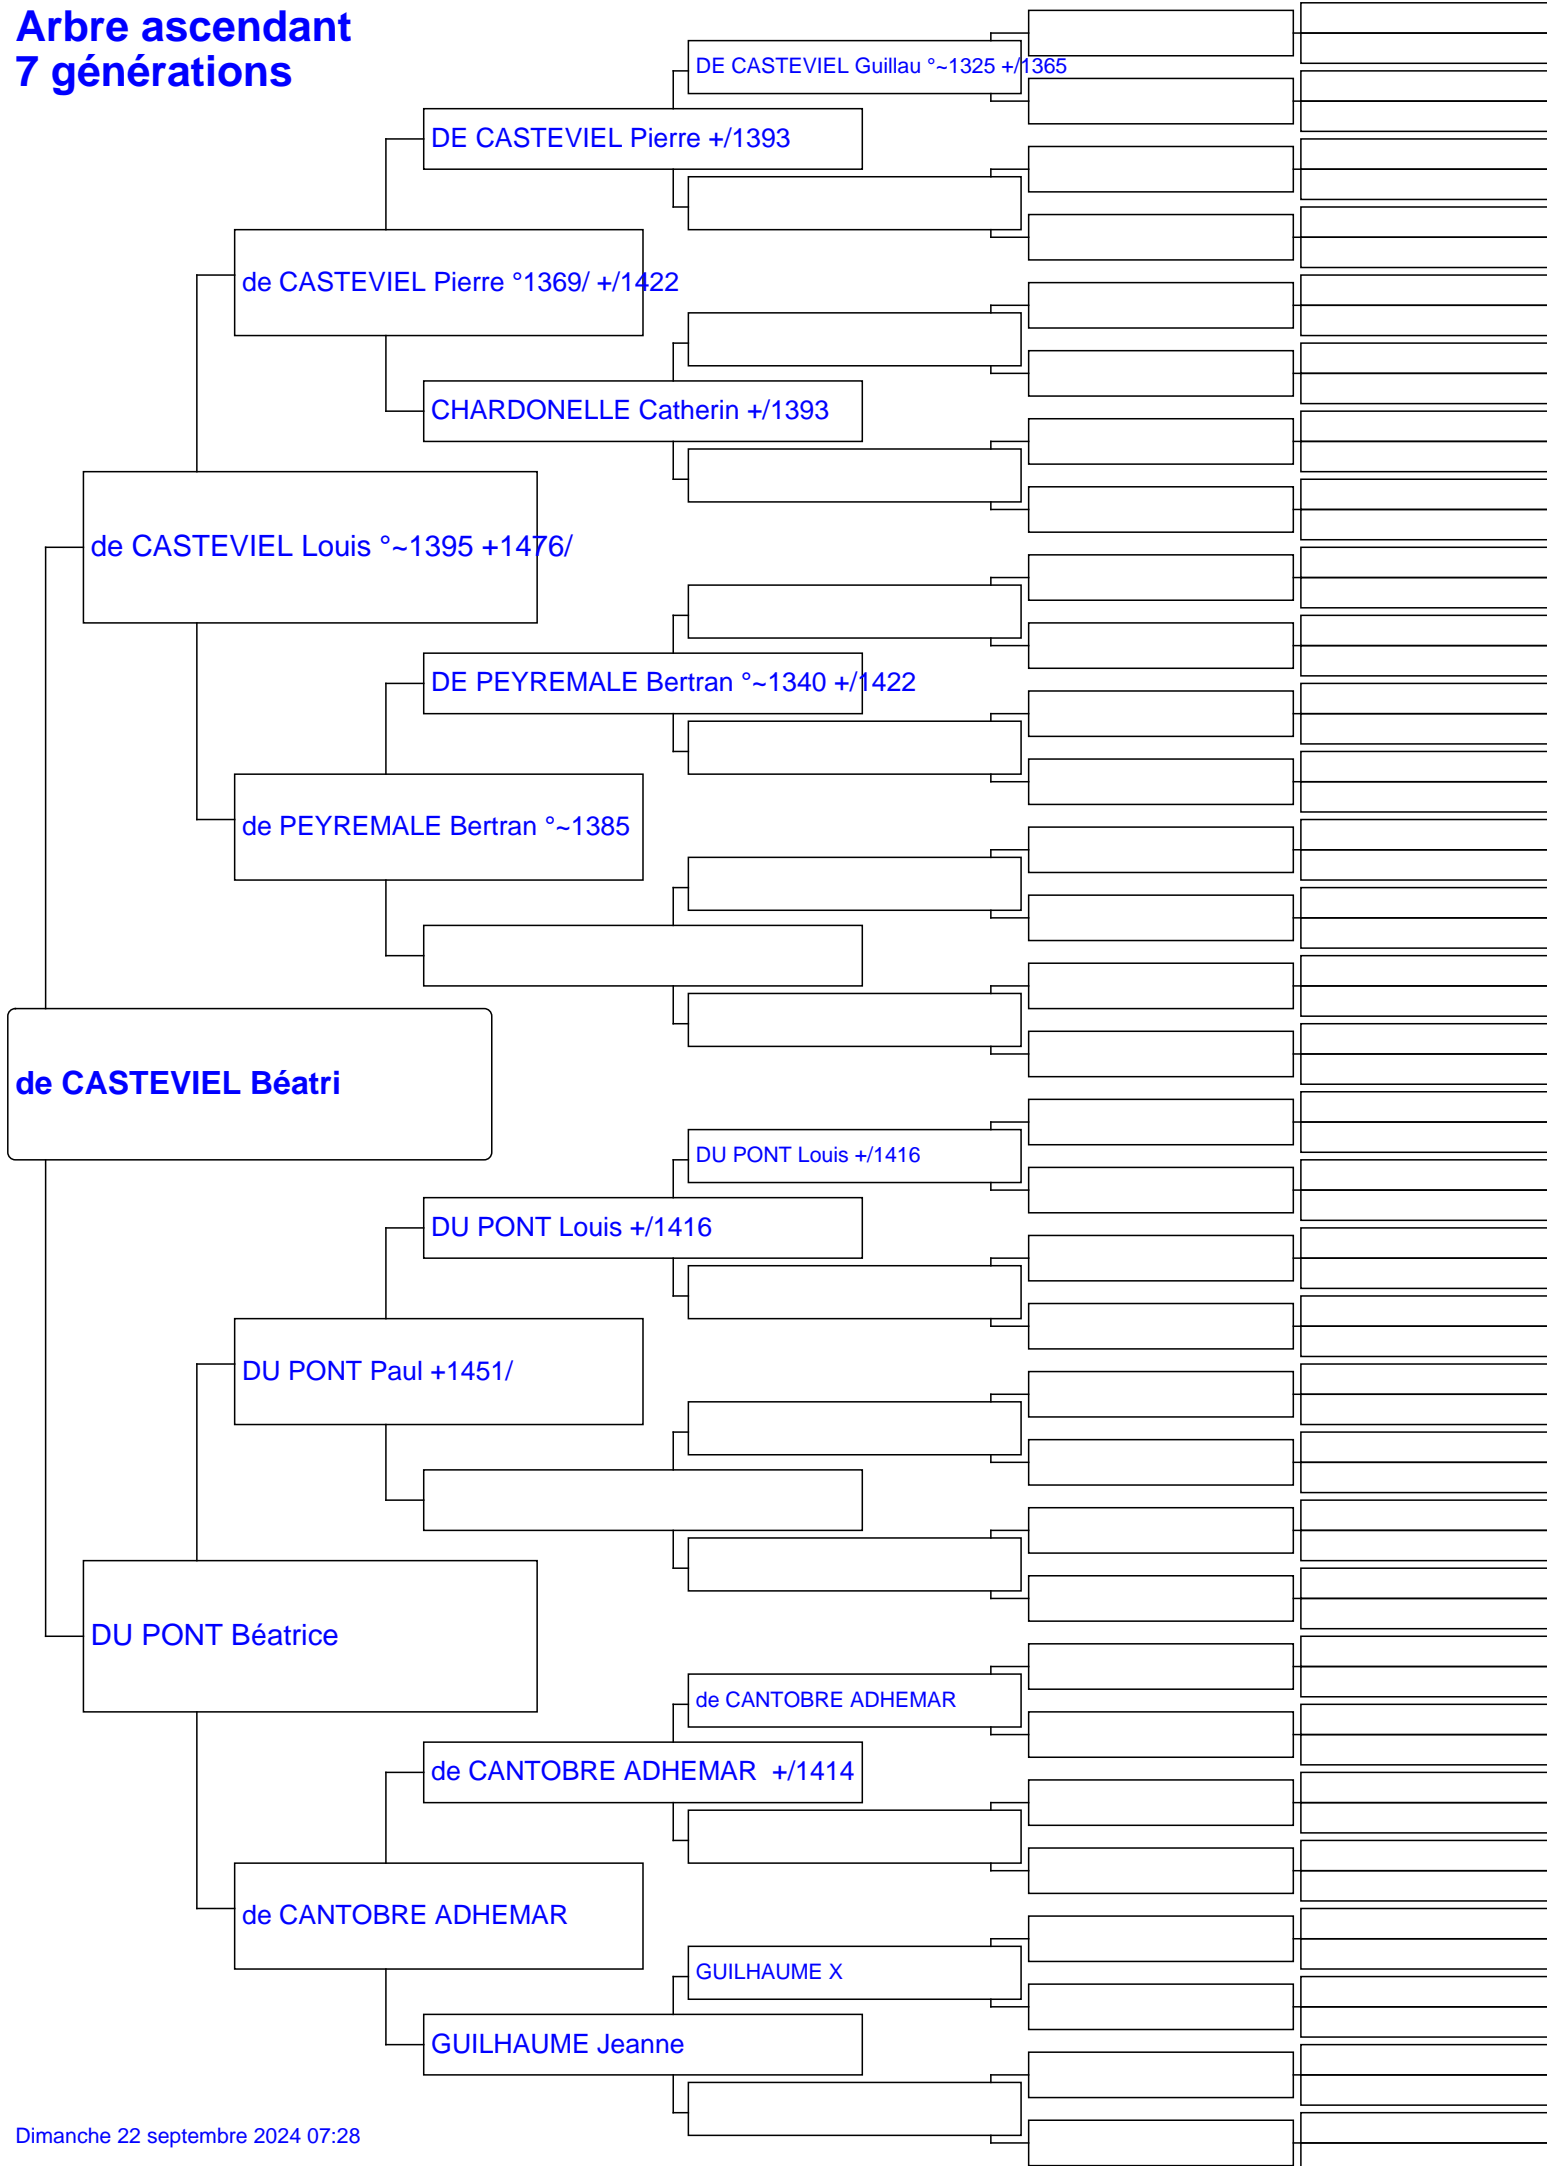 Arbre ascendant
7 générations
DE CASTEVIEL Guillau °~1325 +/1365
DE CASTEVIEL Pierre +/1393
de CASTEVIEL Pierre °1369/ +/1422
CHARDONELLE Catherin +/1393
de CASTEVIEL Louis °~1395 +1476/
DE PEYREMALE Bertran °~1340 +/1422
de PEYREMALE Bertran °~1385
de CASTEVIEL Béatri
DU PONT Louis +/1416
DU PONT Louis +/1416
DU PONT Paul +1451/
DU PONT Béatrice
de CANTOBRE ADHEMAR
de CANTOBRE ADHEMAR  +/1414
de CANTOBRE ADHEMAR
GUILHAUME X
GUILHAUME Jeanne
Dimanche 22 septembre 2024 07:28